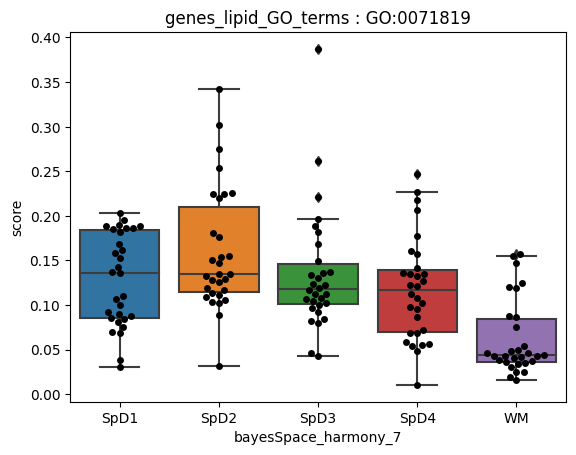 genes_lipid_GO_terms : GO:0071819
0.40
0.35
0.30
0.25
0.20
0.15
0.10
0.05
0.00
score
SpD1 SpD2 SpD3 SpD4 WM
bayesSpace_harmony_7